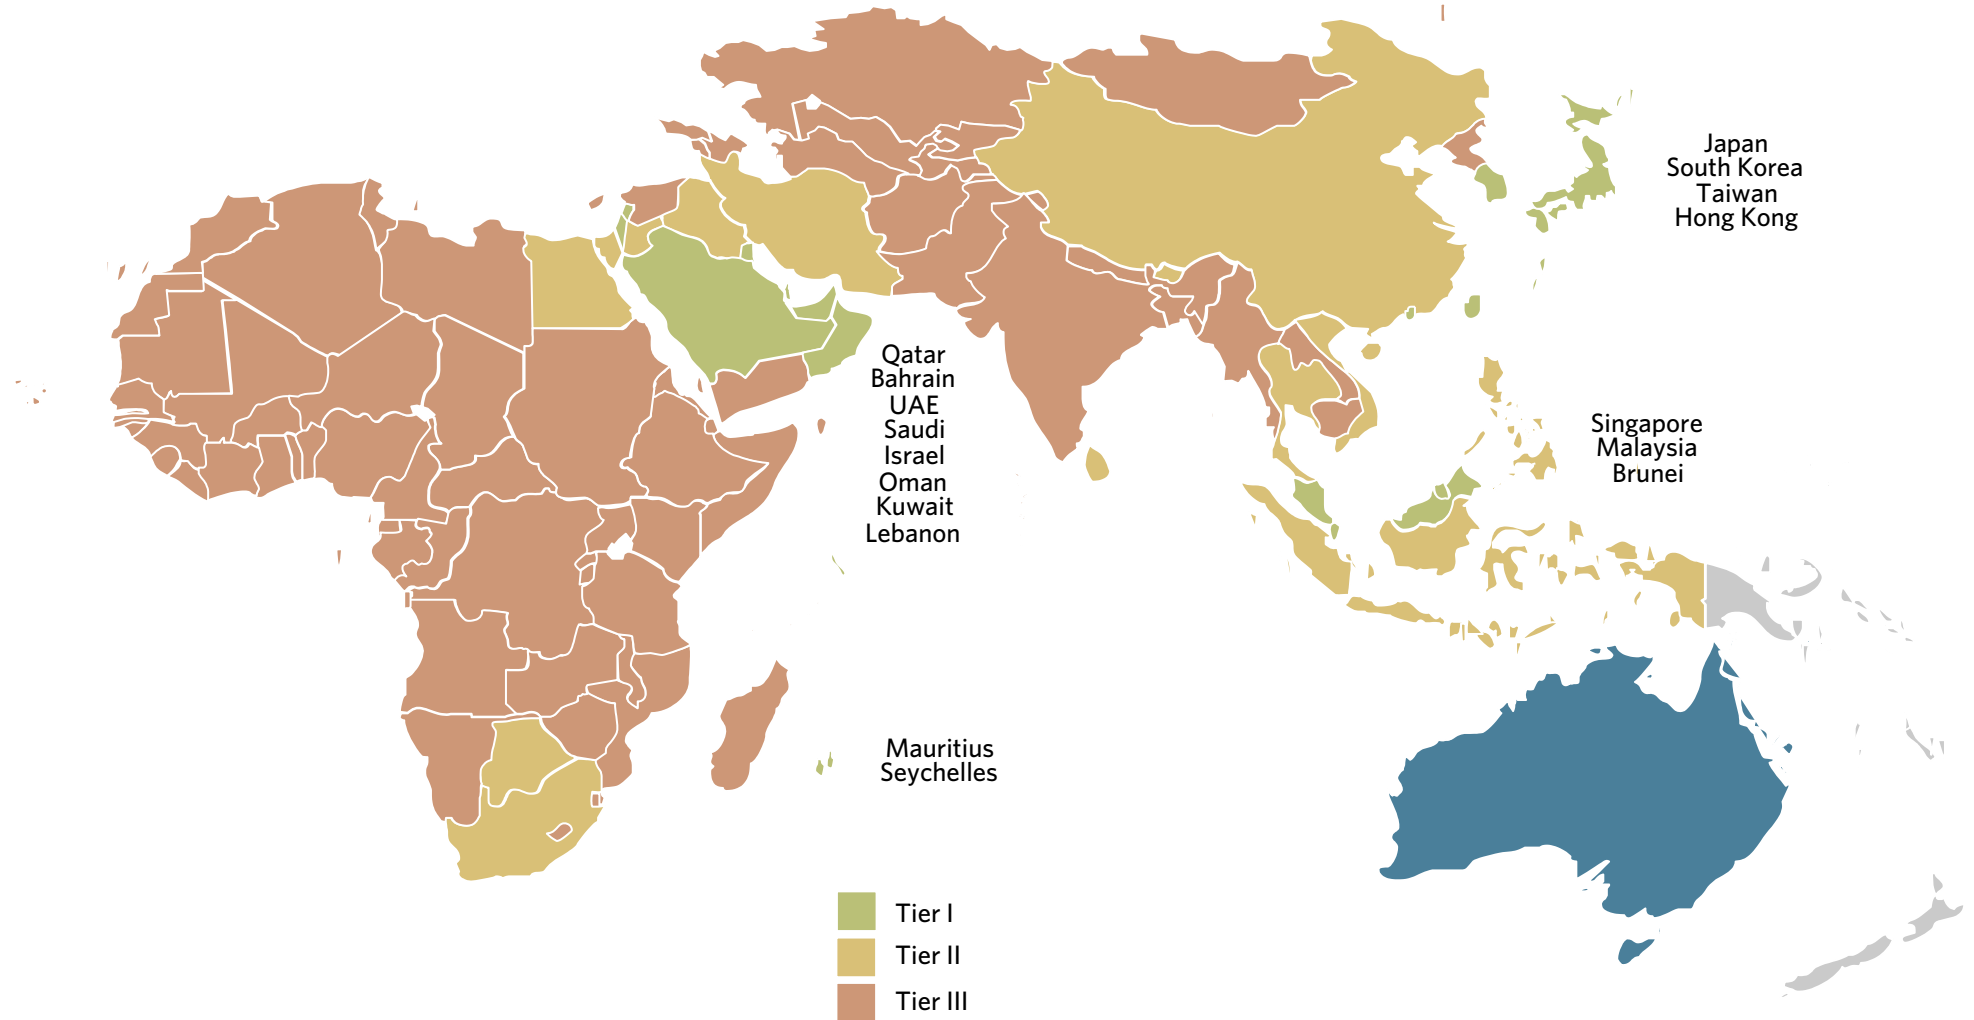 Japan
South Korea
Taiwan
Hong Kong
Qatar
Bahrain
UAE
Saudi
Israel
Oman
Kuwait
Lebanon
Singapore
Malaysia
Brunei
Mauritius
Seychelles
Tier I
Tier II
Tier III